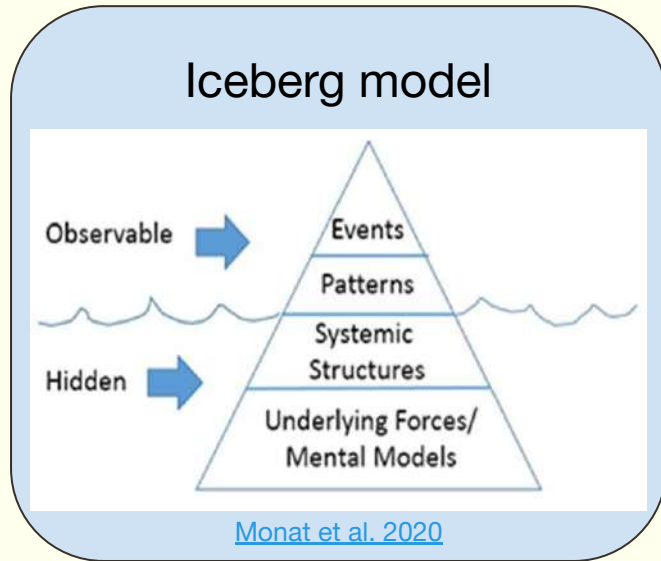 Iceberg model
Observable
Events
Patterns
Systemic
Structures
Hidden
Underlying Forces/
Mental Models
Monat et al. 2020